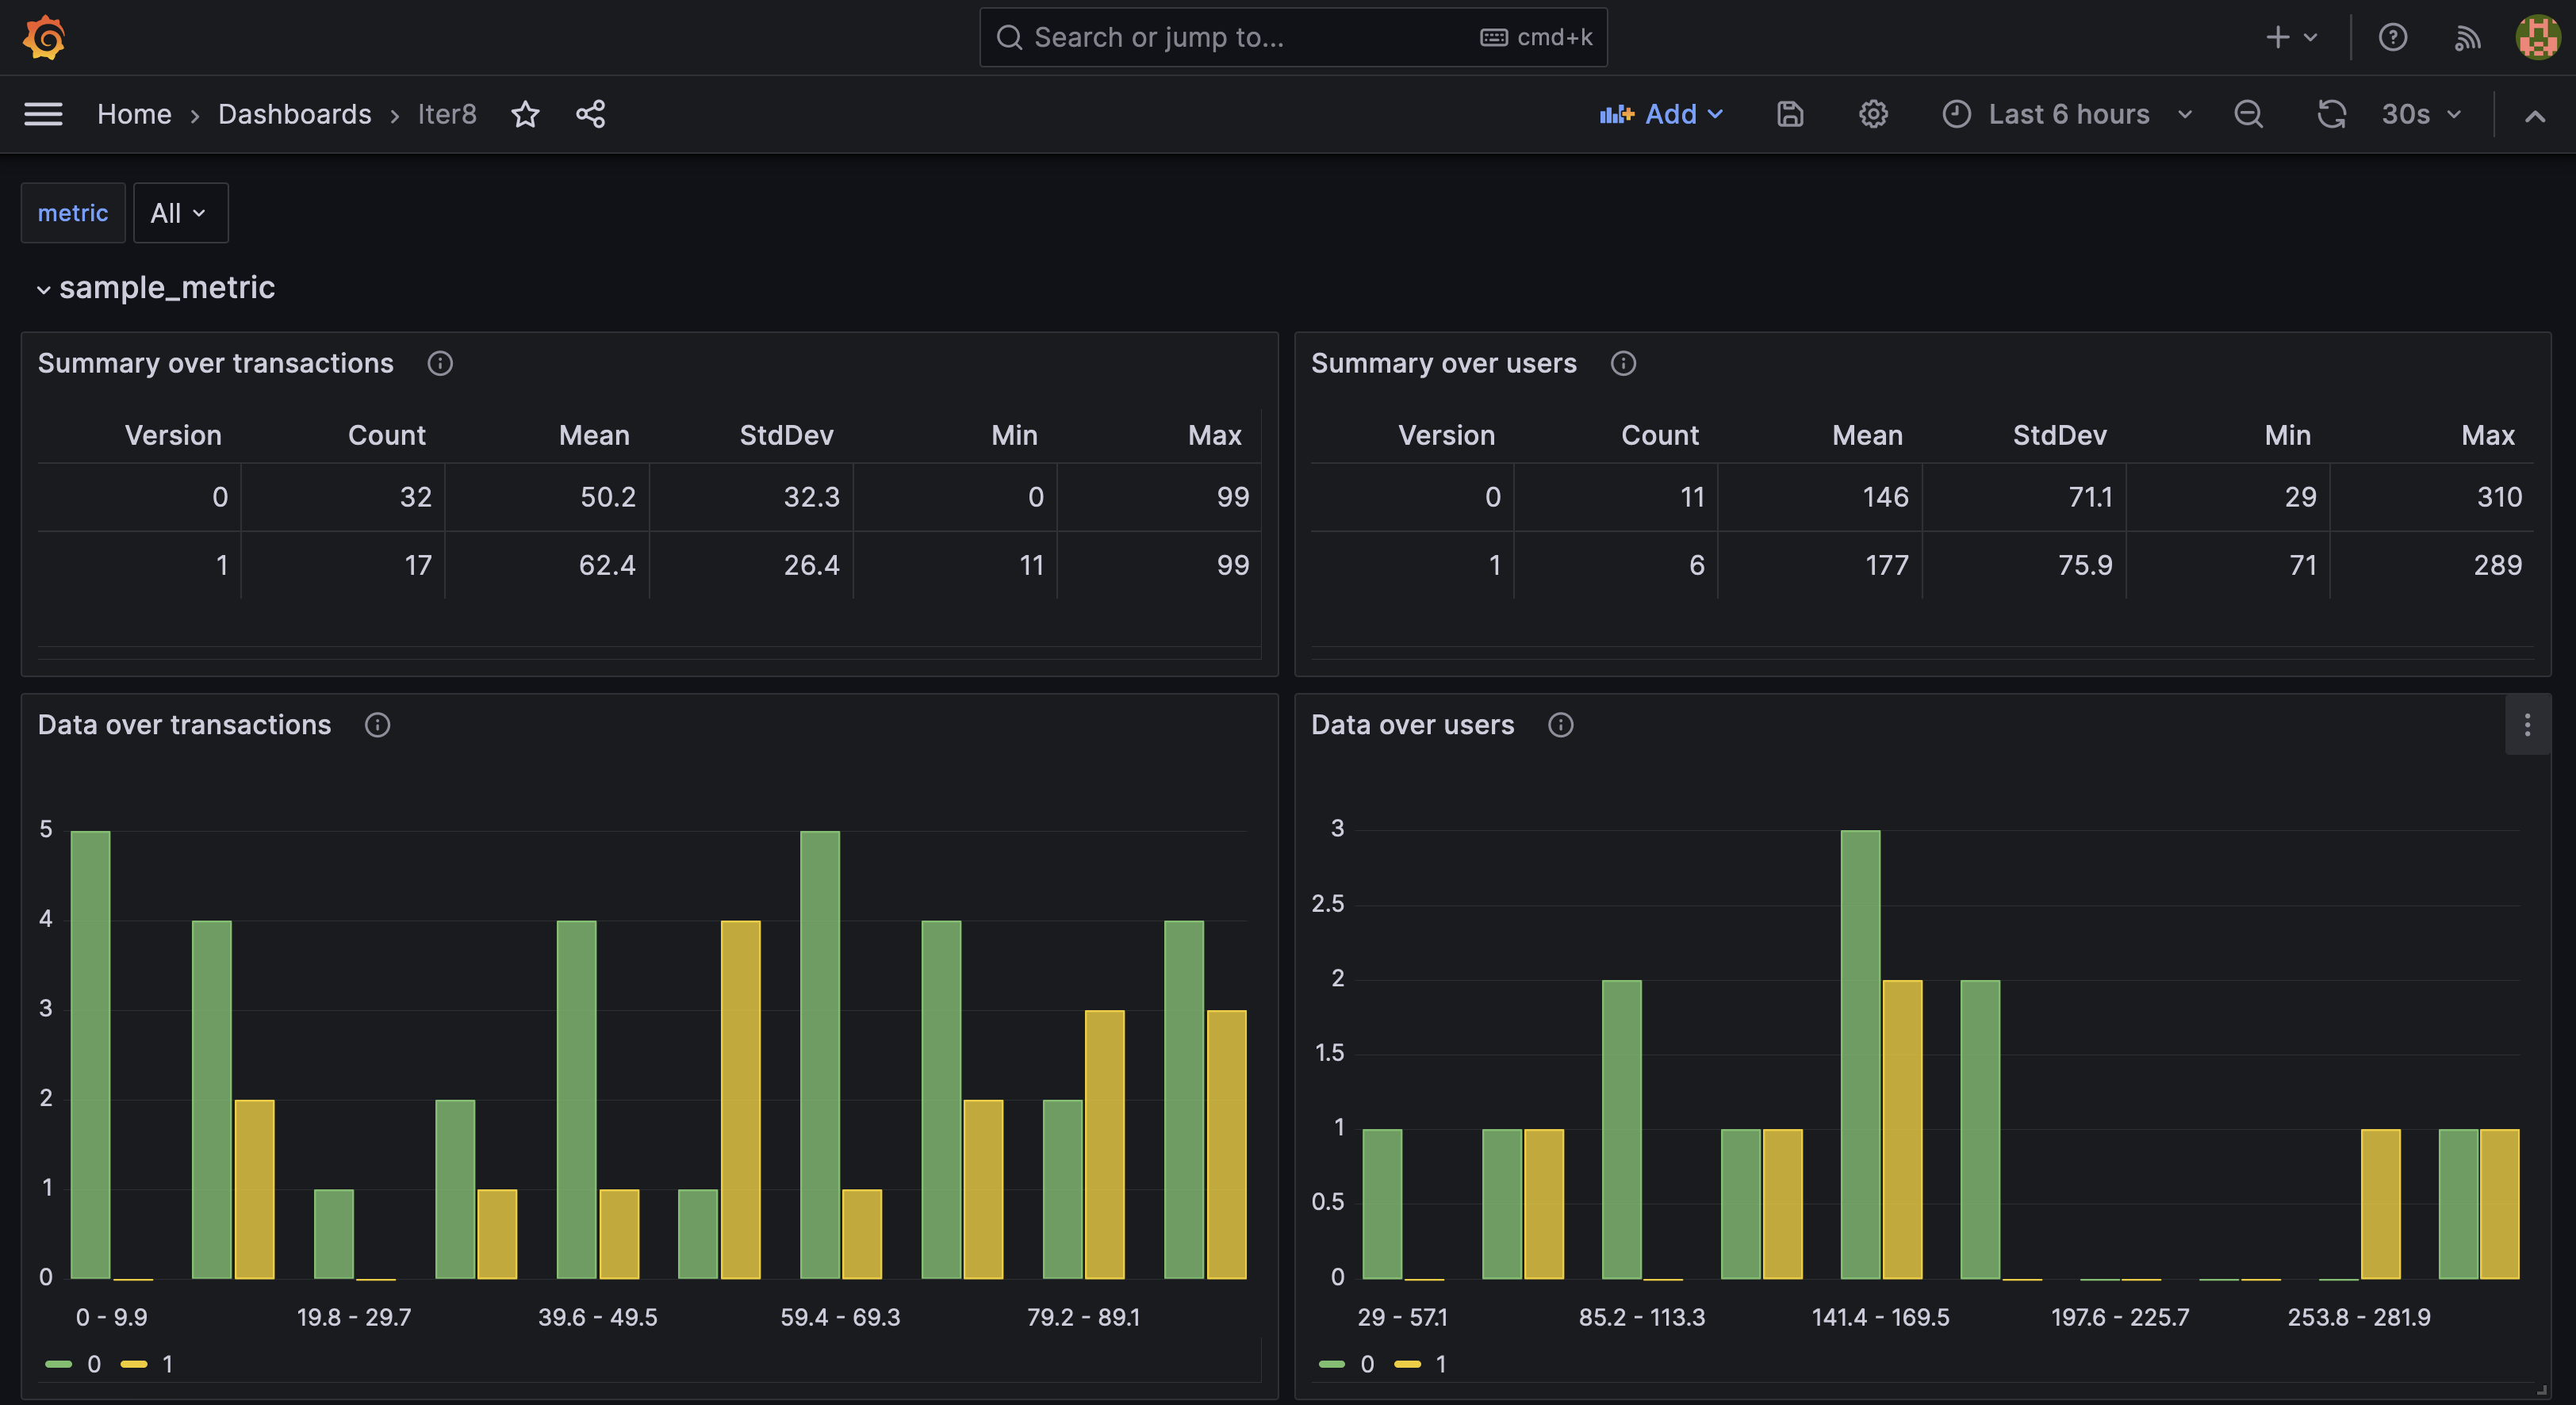 Search or jump to... cmd+k
Home › Dashboards › Iter8 Add Last 6 hours 30s
metric All
sample_metric
Summary over transactions
Version Count Mean StdDev Min Max
0 32 50.2 32.3 0 99
1 17 62.4 26.4 11 99
Summary over users
Version Count Mean StdDev Min Max
0 11 146 71.1 29 310
1 6 177 75.9 71 289
Data over transactions
5
4
3
2
1
0
0 - 9.9 19.8 - 29.7 39.6 - 49.5 59.4 - 69.3 79.2 - 89.1
0 1
Data over users
3
2.5
2
1.5
1
0.5
0
29 - 57.1 85.2 - 113.3 141.4 - 169.5 197.6 - 225.7 253.8 - 281.9
0 1